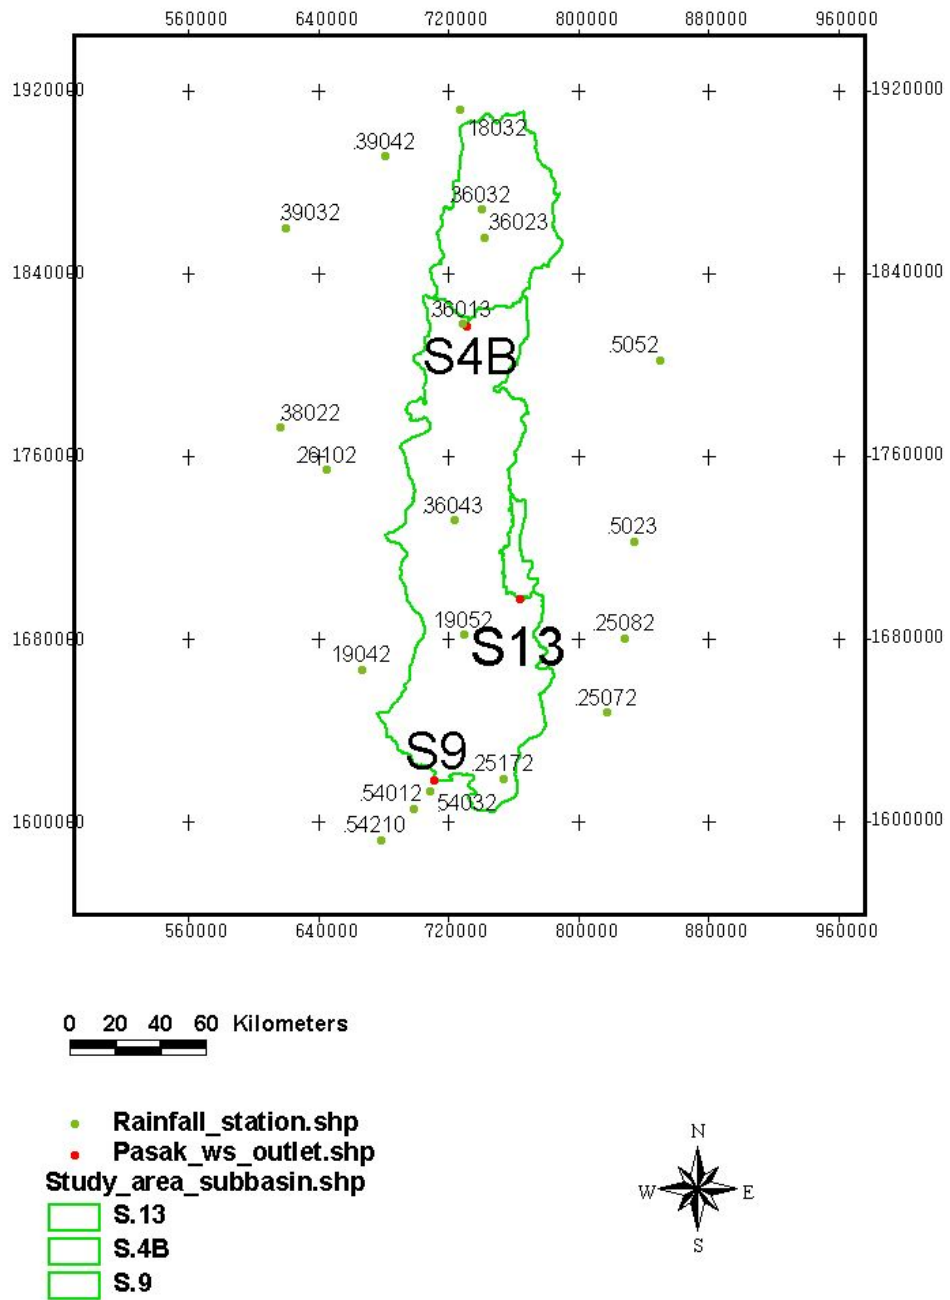 560000 640000 720000 800000 880000 960000
1920000 1920000
18032
.39042
36032
.36023
.39032
1840000 1840000
.36013
S4B
.5052
.38022
26102
1760000 1760000
36043
.5023
19052
.25082
S13
1680000 1680000
19042
.25072
S9
.25172
.54012 54032
.54210
1600000 1600000
560000 640000 720000 800000 880000 960000
0 20 40 60 Kilometers
Rainfall_station.shp
Pasak_ws_outlet.shp
Study_area_subbasin.shp
S.13
S.4B
S.9
N
W E
S